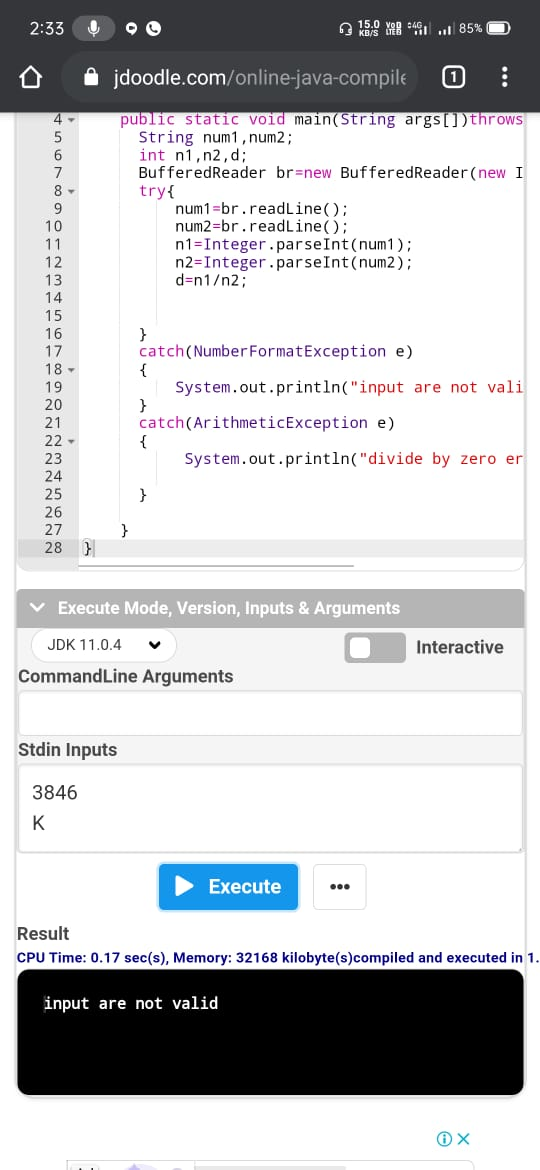 2:33
15.0 KB/S VoD LTE 4G 85%
jdoodle.com/online-java-compile
1
4 public static void main(String args[])throws
5 String num1,num2;
6 int n1,n2,d;
7 BufferedReader br=new BufferedReader(new I
8 try{
9 num1=br.readLine();
10 num2=br.readLine();
11 n1=Integer.parseInt(num1);
12 n2=Integer.parseInt(num2);
13 d=n1/n2;
14
15
16 }
17 catch(NumberFormatException e)
18 {
19 System.out.println("input are not vali
20 }
21 catch(ArithmeticException e)
22 {
23 System.out.println("divide by zero er
24
25 }
26
27 }
28 }
Execute Mode, Version, Inputs & Arguments
JDK 11.0.4
Interactive
CommandLine Arguments
Stdin Inputs
3846
K
Execute
•••
Result
CPU Time: 0.17 sec(s), Memory: 32168 kilobyte(s)compiled and executed in 1.
input are not valid